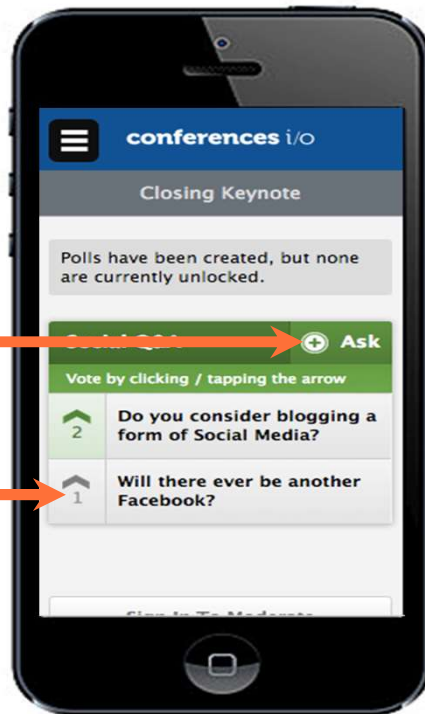 conferences i/o
Closing Keynote
Polls have been created, but none
are currently unlocked.
Ask
Vote by clicking / tapping the arrow
2
Do you consider blogging a
form of Social Media?
1
Will there ever be another
Facebook?